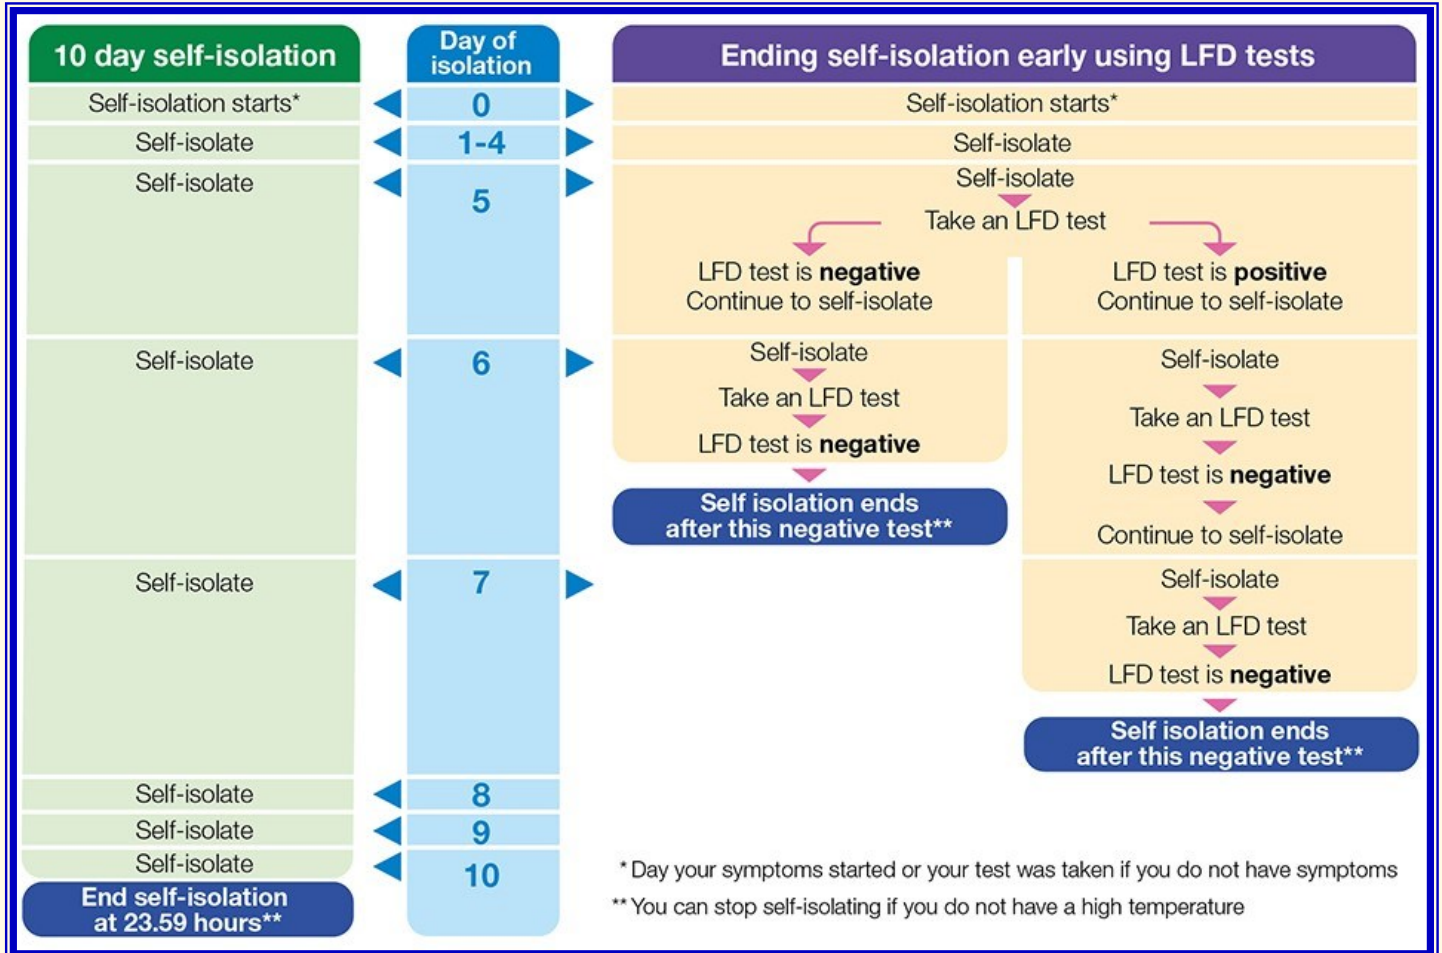 10 day self-isolation
Day of
isolation
Ending self-isolation early using LFD tests
Self-isolation starts*
0
Self-isolation starts*
Self-isolate
1-4
Self-isolate
Self-isolate
5
Self-isolate
Take an LFD test
LFD test is negative
Continue to self-isolate
LFD test is positive
Continue to self-isolate
Self-isolate
6
Self-isolate
Take an LFD test
LFD test is negative
Self isolation ends
after this negative test**
Self-isolate
Take an LFD test
LFD test is negative
Continue to self-isolate
Self-isolate
7
Self-isolate
Take an LFD test
LFD test is negative
Self isolation ends
after this negative test**
Self-isolate
8
Self-isolate
9
Self-isolate
10
End self-isolation
at 23.59 hours**
* Day your symptoms started or your test was taken if you do not have symptoms
** You can stop self-isolating if you do not have a high temperature